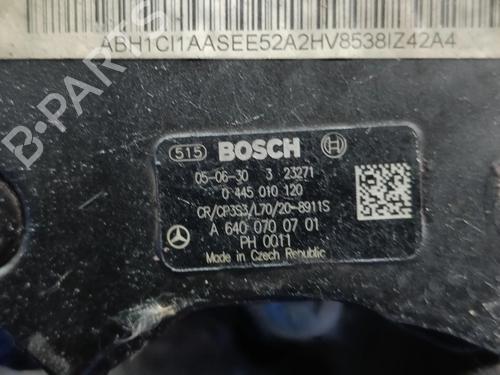 ABH1CI1AASEE52A2HV8538IZ42A4
515 BOSCH
05-06-30 3 23271
0 445 010 120
CR/CP3S3/L70/20-8911S
A 640 070 07 01
PH 0011
Made in Czech Republic
B-PARTS